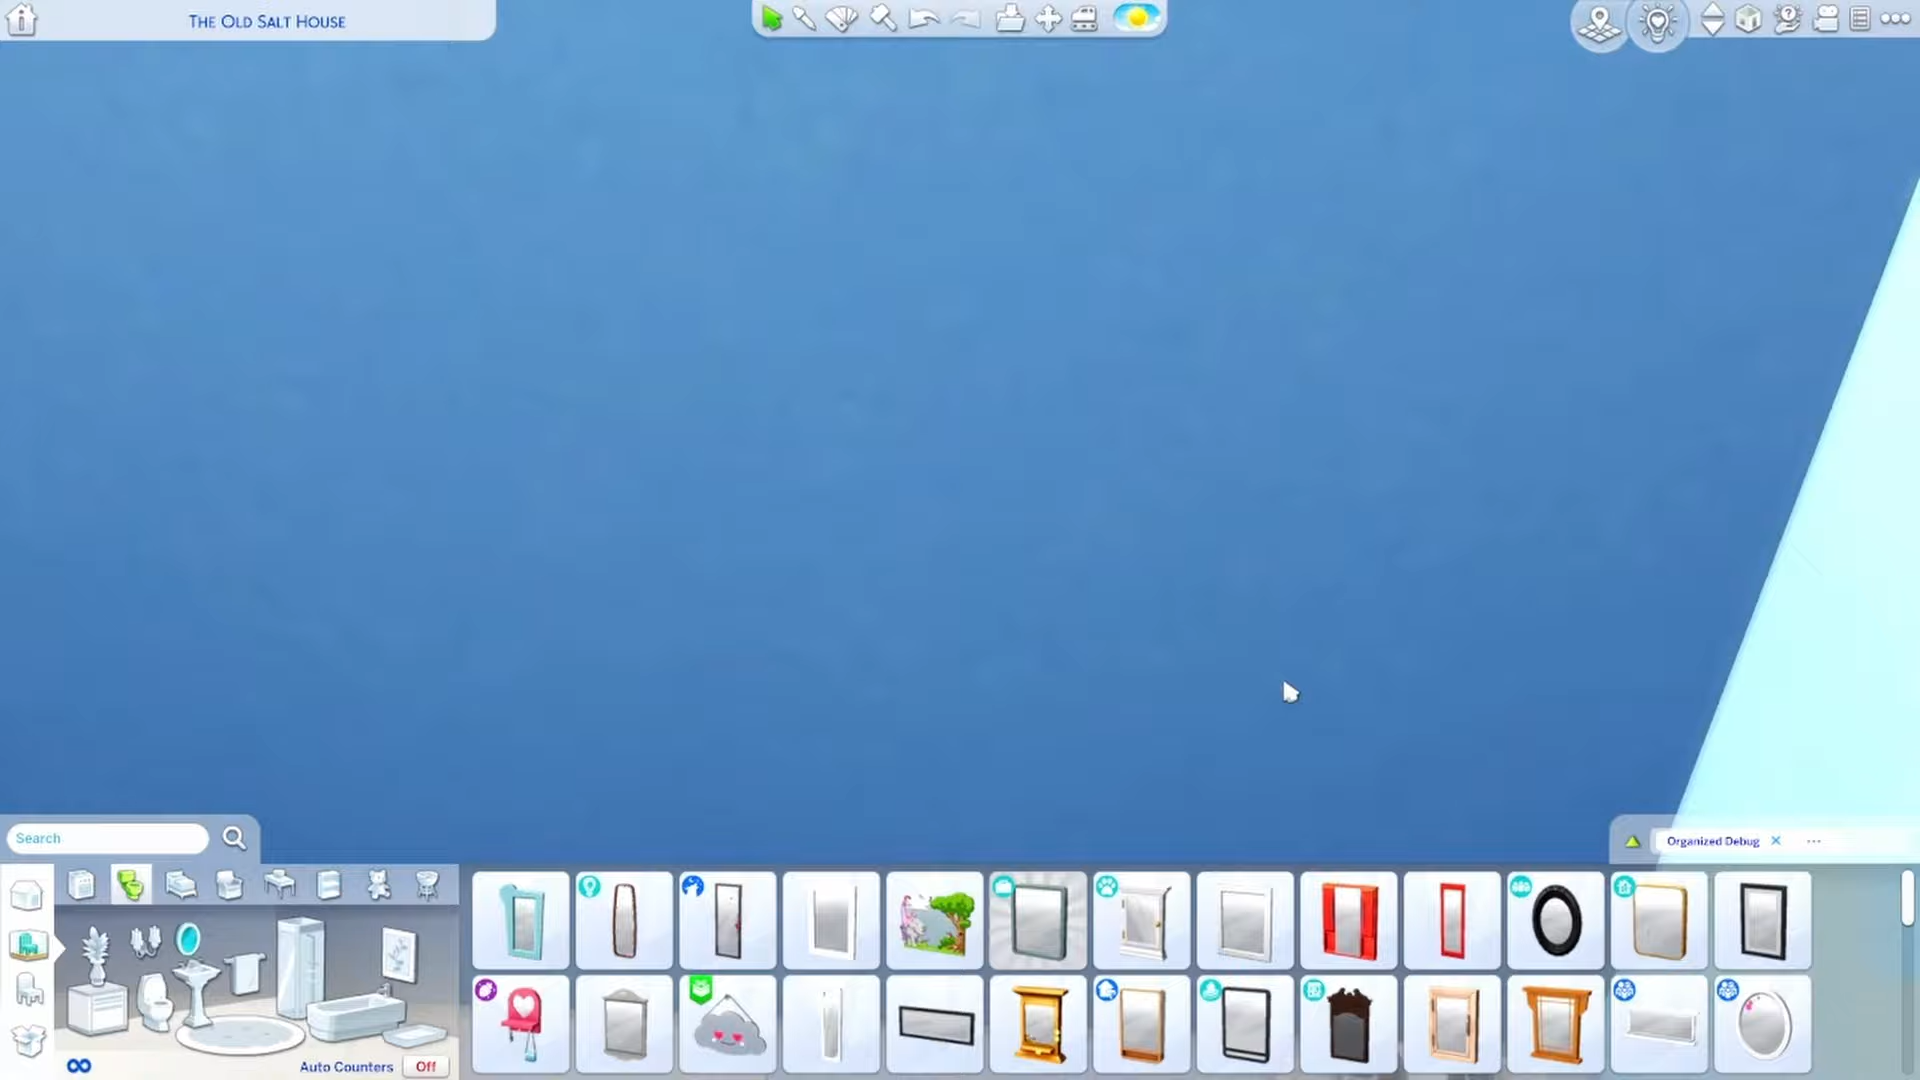 THE OLD SALT HOUSE
Search
Organized Debug
Auto Counters Off